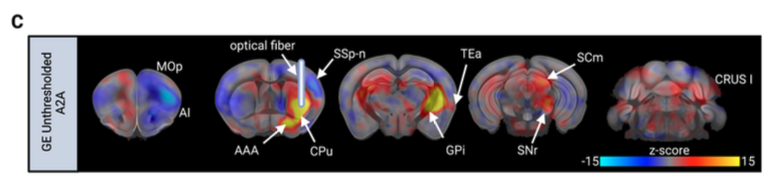 C
GE Unthresholded
A2A
MOp
AI
optical fiber
SSp-n
AAA
CPu
TEa
GPi
SCm
SNr
CRUS I
z-score
-15
15